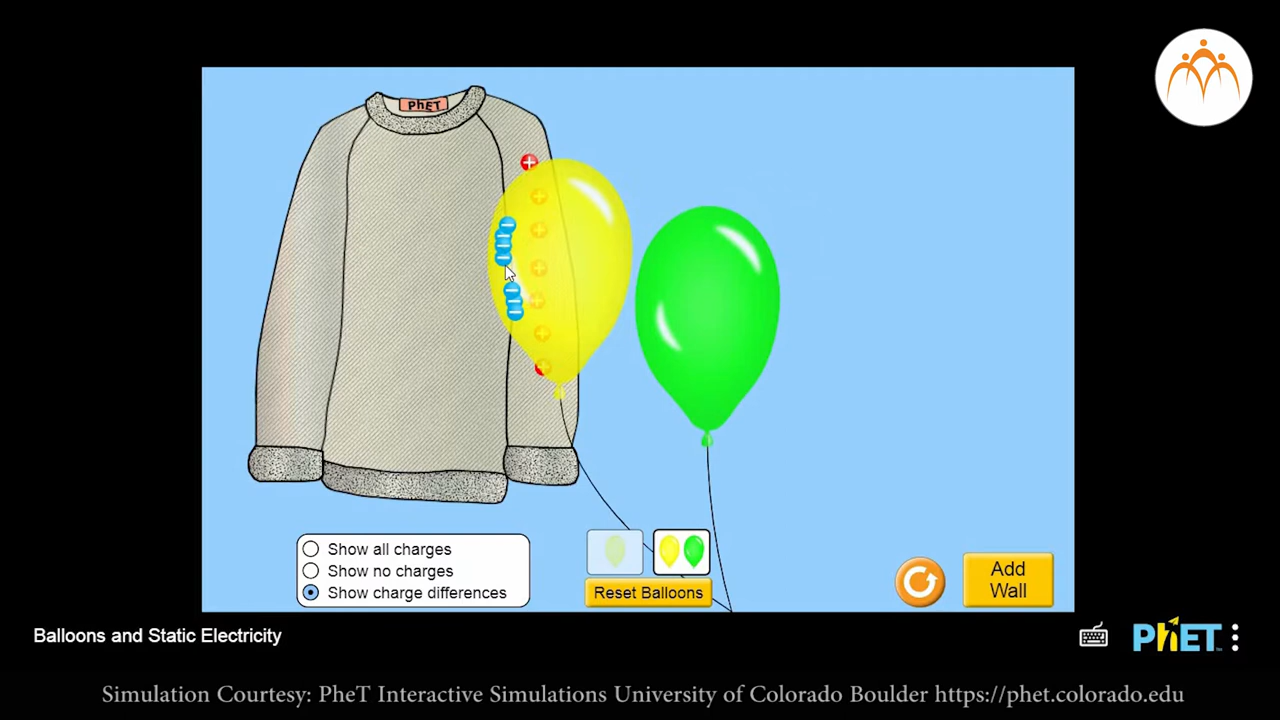 PhET
Show all charges
Show no charges
Show charge differences
Reset Balloons
Add
Wall
Balloons and Static Electricity
PhET
Simulation Courtesy: PheT Interactive Simulations University of Colorado Boulder https://phet.colorado.edu